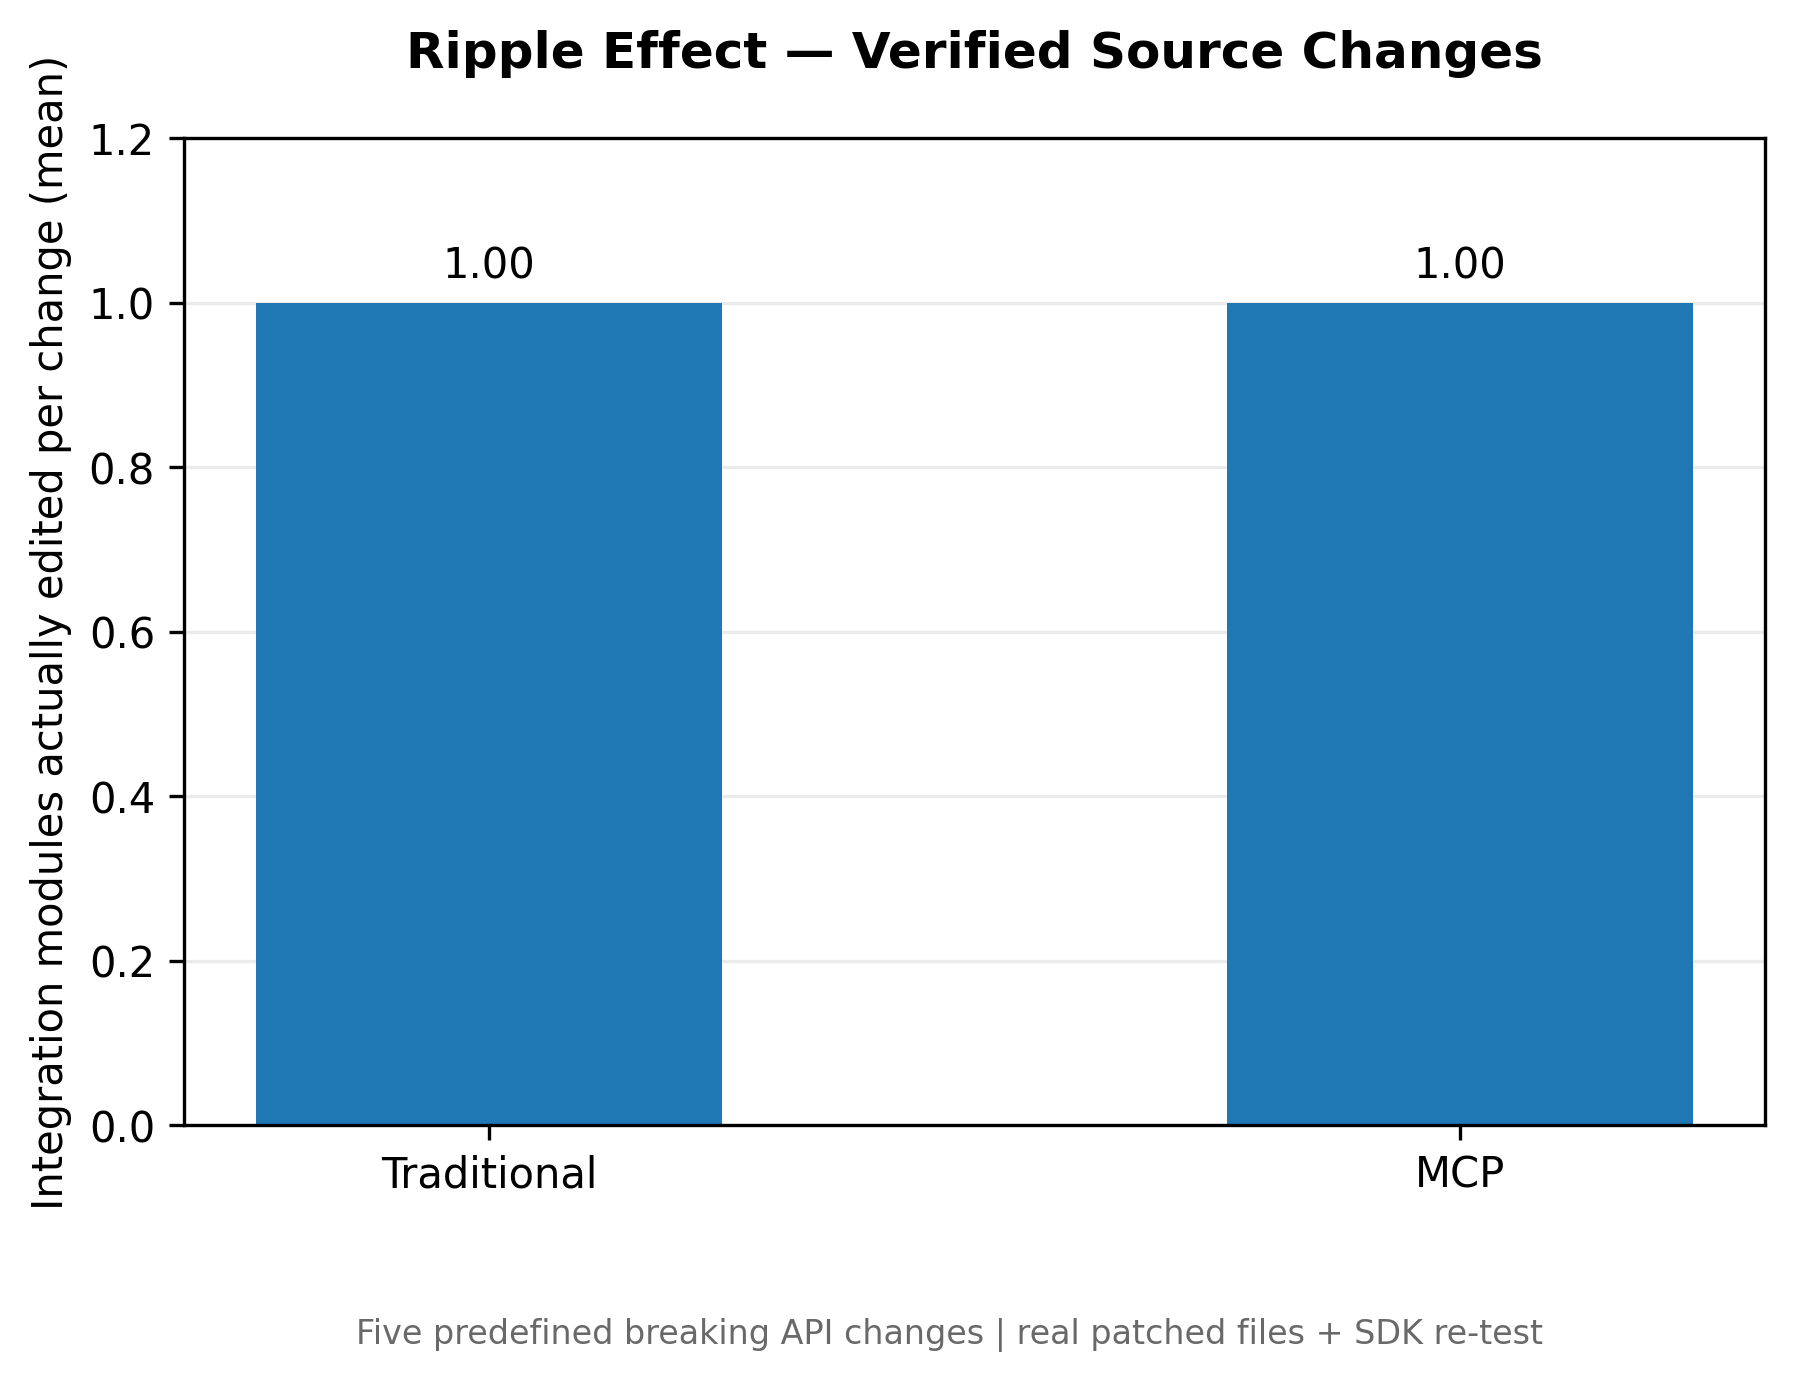 Ripple Effect — Verified Source Changes
Integration modules actually edited per change (mean)
1.2
1.0
0.8
0.6
0.4
0.2
0.0
1.00
1.00
Traditional
MCP
Five predefined breaking API changes | real patched files + SDK re-test